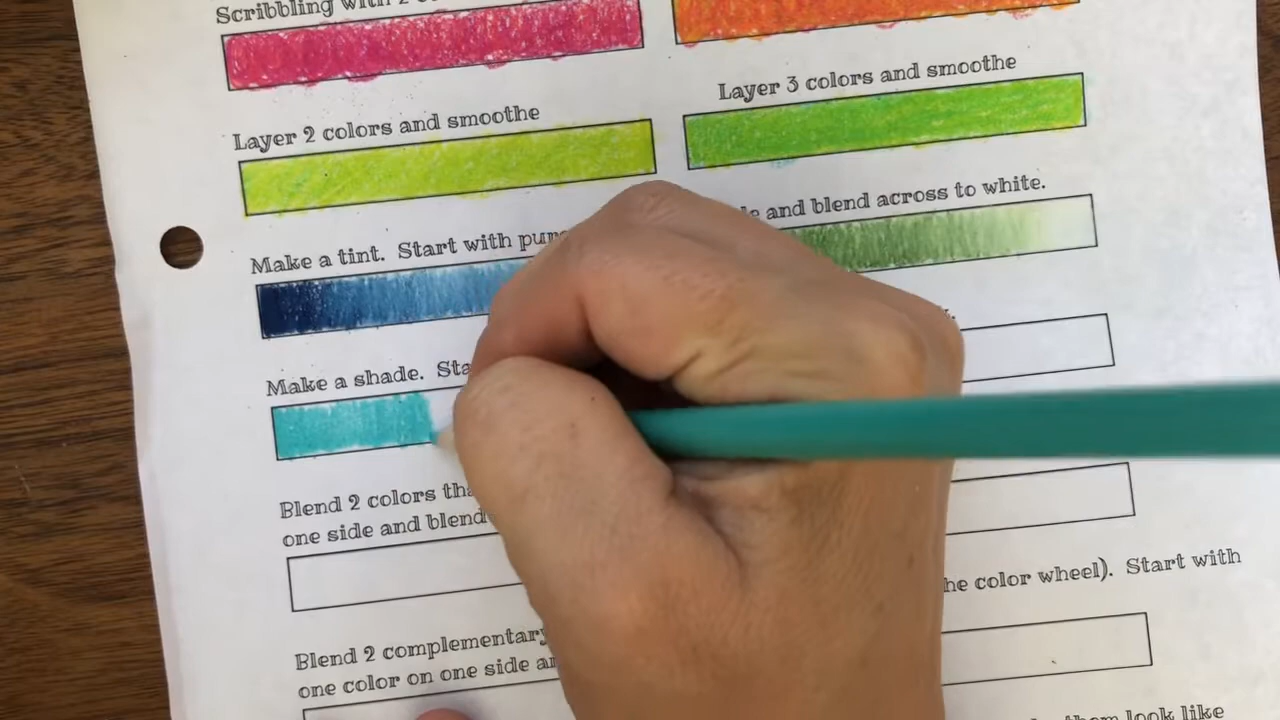 Scribbling with 2
Layer 2 colors and smoothe
Layer 3 colors and smoothe
Make a tint. Start with pure
and blend across to white.
Make a shade.
Blend 2 colors
one side and blend
he color wheel). Start with
Blend 2 complementary
one color on one side
them look like